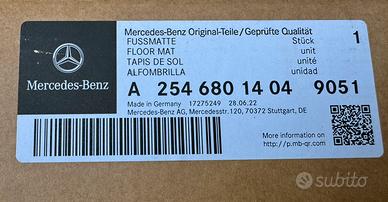 Mercedes-Benz
Mercedes-Benz Original-Teile/Geprüfte Qualität
FUSSMATTE Stück 1
FLOOR MAT unit
TAPIS DE SOL unité
ALFOMBRILLA unidad
A 254 680 14 04 9051
Made in Germany 17275249 28.06.22
Mercedes-Benz AG, Mercedesstr.120, 70372 Stuttgart, DE
More information on
http://p.mb-qr.com
subito